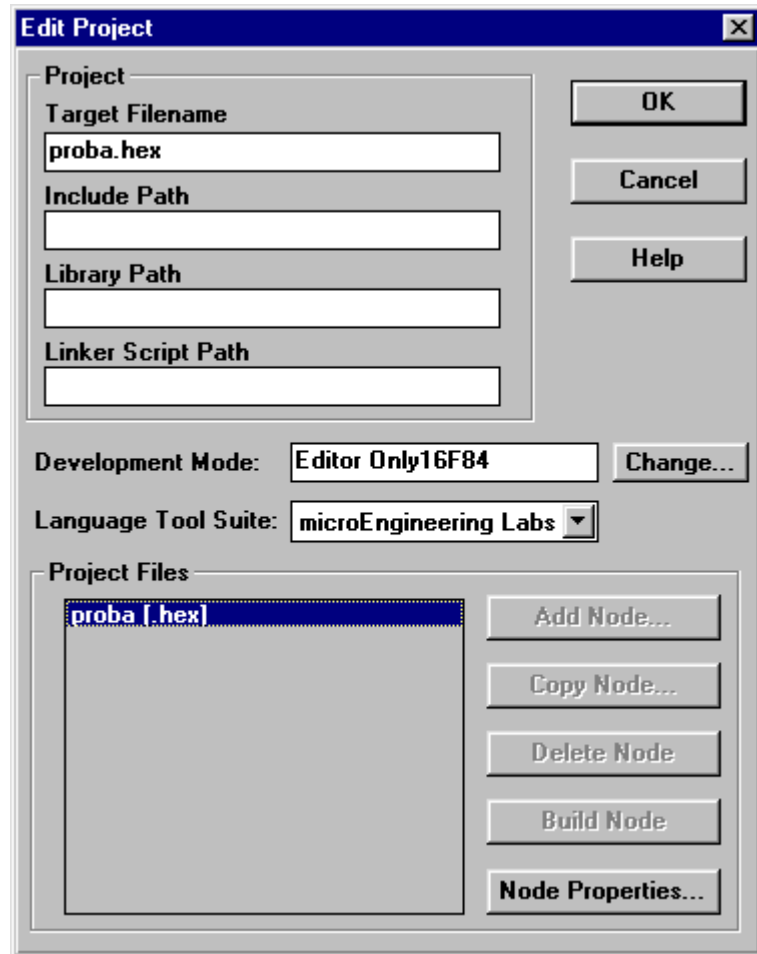 Edit Project
Project
Target Filename
proba.hex
Include Path
Library Path
Linker Script Path
OK
Cancel
Help
Development Mode: Editor Only16F84 Change...
Language Tool Suite: microEngineering Labs
Project Files
proba [.hex]
Add Node...
Copy Node...
Delete Node
Build Node
Node Properties...